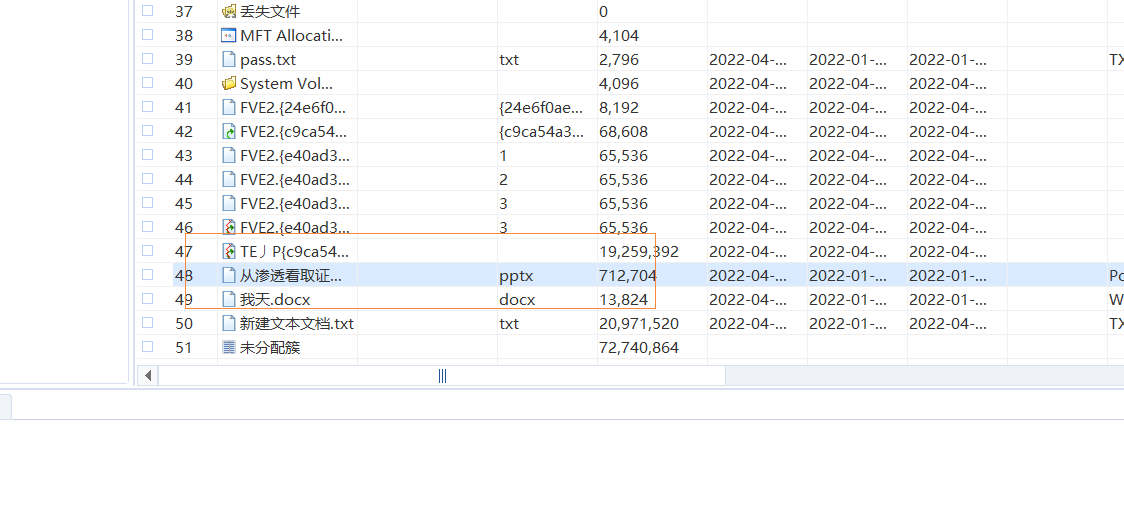 37 丢失文件 0
38 MFT Allocati... 4,104
39 pass.txt txt 2,796 2022-04-... 2022-01-... 2022-01-... TX
40 System Vol... 4,096
41 FVE2.{24e6f0... {24e6f0ae... 8,192 2022-04-... 2022-04-... 2022-04-...
42 FVE2.{c9ca54... {c9ca54a3... 68,608 2022-04-... 2022-04-... 2022-04-...
43 FVE2.{e40ad3... 1 65,536 2022-04-... 2022-04-... 2022-04-...
44 FVE2.{e40ad3... 2 65,536 2022-04-... 2022-04-... 2022-04-...
45 FVE2.{e40ad3... 3 65,536 2022-04-... 2022-04-... 2022-04-...
46 FVE2.{e40ad3... 3 65,536 2022-04-... 2022-04-... 2022-04-...
47 TE丿P{c9ca54... 19,259,392 2022-04-... 2022-04-... 2022-04-...
48 从渗透看取证... pptx 712,704 2022-04-... 2022-01-... 2022-01-... Po
49 我天.docx docx 13,824 2022-04-... 2022-01-... 2022-04-... W
50 新建文本文档.txt txt 20,971,520 2022-04-... 2022-01-... 2022-04-... TX
51 未分配簇 72,740,864